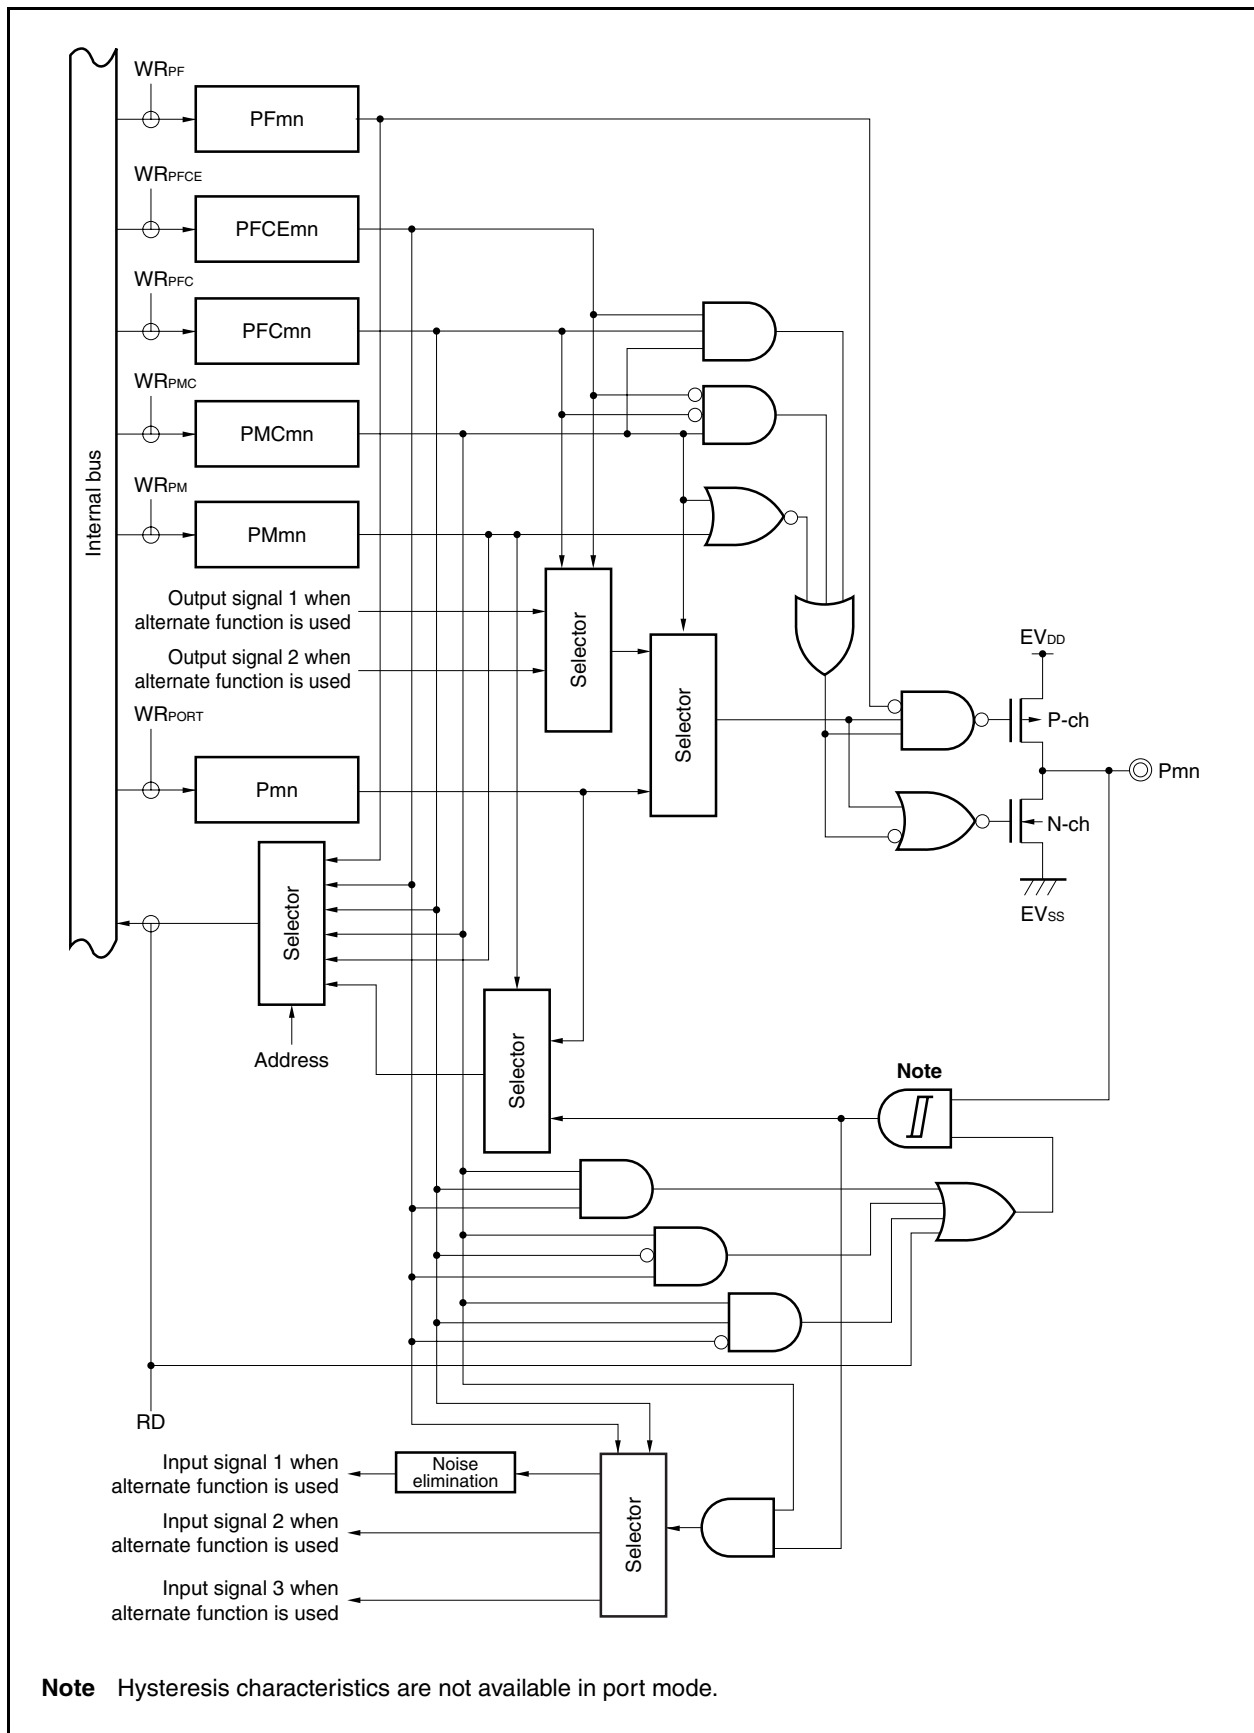 WRPF
PFmn
WRPFCE
PFCEmn
WRPFC
PFCmn
WRPMC
PMCmn
WRPM
PMmn
Internal bus
Output signal 1 when
alternate function is used
Output signal 2 when
alternate function is used
Selector
Selector
EVDD
P-ch
WRPORT
Pmn
Pmn
N-ch
EVSS
Selector
Address
Selector
Note
RD
Input signal 1 when
alternate function is used
Noise
elimination
Input signal 2 when
alternate function is used
Selector
Input signal 3 when
alternate function is used
Note Hysteresis characteristics are not available in port mode.